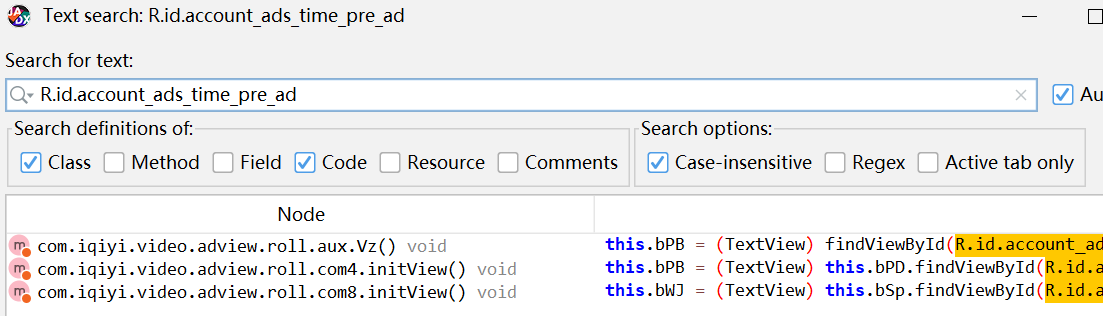 Text search: R.id.account_ads_time_pre_ad
Search for text:
R.id.account_ads_time_pre_ad
Au
Search definitions of:
Search options:
Class Method Field Code Resource Comments
Case-insensitive Regex Active tab only
Node
com.iqiyi.video.adview.roll.aux.Vz() void this.bPB = (TextView) findViewById(R.id.account_ad
com.iqiyi.video.adview.roll.com4.initView() void this.bPB = (TextView) this.bPD.findViewById(R.id.a
com.iqiyi.video.adview.roll.com8.initView() void this.bWJ = (TextView) this.bSp.findViewById(R.id.a